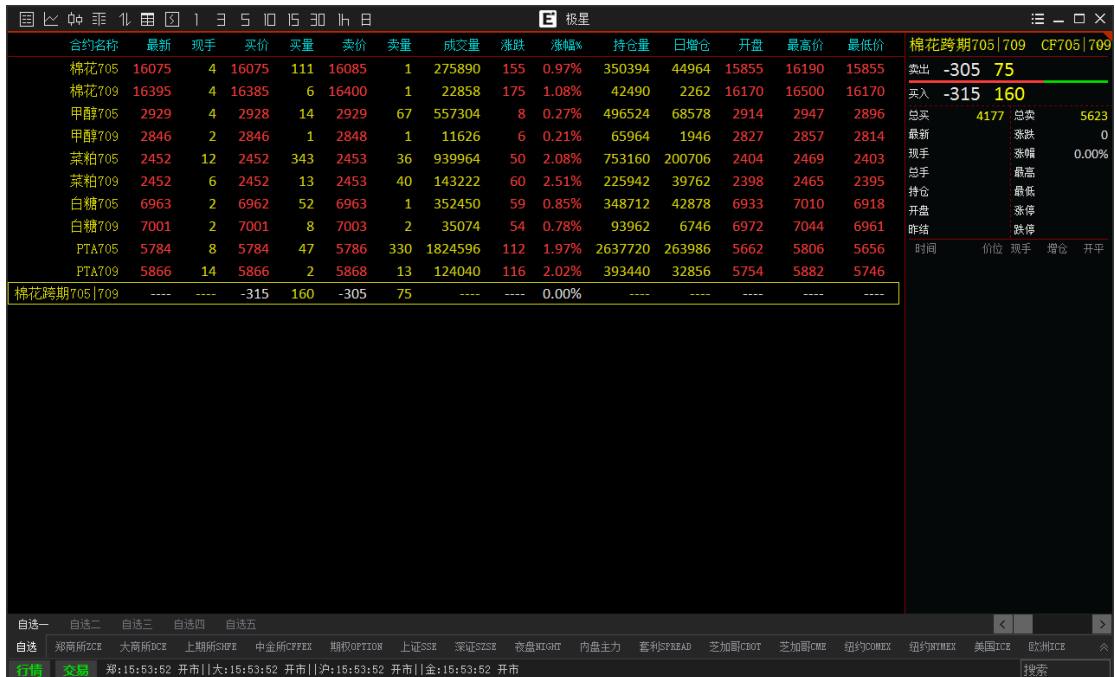 1 3 5 10 15 30 1h 日 E 极星
合约名称 最新 现手 买价 买量 卖价 卖量 成交量 涨跌 涨幅% 持仓量 日增仓 开盘 最高价 最低价
棉花705 16075 4 16075 111 16085 1 275890 155 0.97% 350394 44964 15855 16190 15855
棉花709 16395 4 16385 6 16400 1 22858 175 1.08% 42490 2262 16170 16500 16170
甲醇705 2929 4 2928 14 2929 67 557304 8 0.27% 496524 68578 2914 2947 2896
甲醇709 2846 2 2846 1 2848 1 11626 6 0.21% 65964 1946 2827 2857 2814
菜粕705 2452 12 2452 343 2453 36 939964 50 2.08% 753160 200706 2404 2469 2403
菜粕709 2452 6 2452 13 2453 40 143222 60 2.51% 225942 39762 2398 2465 2395
白糖705 6963 2 6962 52 6963 1 352450 59 0.85% 348712 42878 6933 7010 6918
白糖709 7001 2 7001 8 7003 2 35074 54 0.78% 93962 6746 6972 7044 6961
PTA705 5784 8 5784 47 5786 330 1824596 112 1.97% 2637720 263986 5662 5806 5656
PTA709 5866 14 5866 2 5868 13 124040 116 2.02% 393440 32856 5754 5882 5746
棉花跨期705|709 ---- ---- -315 160 -305 75 ---- ---- 0.00% ---- ---- ---- ---- ----
棉花跨期705|709 CF705|709
卖出 -305 75
买入 -315 160
总买 4177 总卖 5623
最新 涨跌 0
现手 涨幅 0.00%
总手 最高
持仓 最低
开盘 涨停
昨结 跌停
时间 价位 现手 增仓 开平
自选一 自选二 自选三 自选四 自选五
自选 郑商所ZCE 大商所DCE 上期所SHFE 中金所CFFEX 期权OPTION 上证SSE 深证SZSE 夜盘NIGHT 内盘主力 套利SPREAD 芝加哥CBOT 芝加哥CME 纽约COMEX 纽约NYMEX 美国ICE 欧洲ICE
行情 交易 郑:15:53:52 开市||大:15:53:52 开市||沪:15:53:52 开市||金:15:53:52 开市 搜索